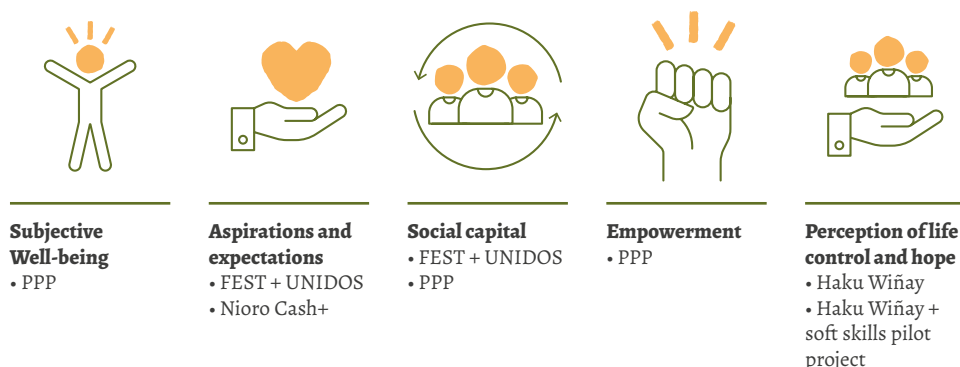 Subjective
Well-being
• PPP
Aspirations and
expectations
• FEST + UNIDOS
• Nioro Cash+
Social capital
• FEST + UNIDOS
• PPP
Empowerment
• PPP
Perception of life
control and hope
• Haku Wiñay
• Haku Wiñay +
soft skills pilot
project